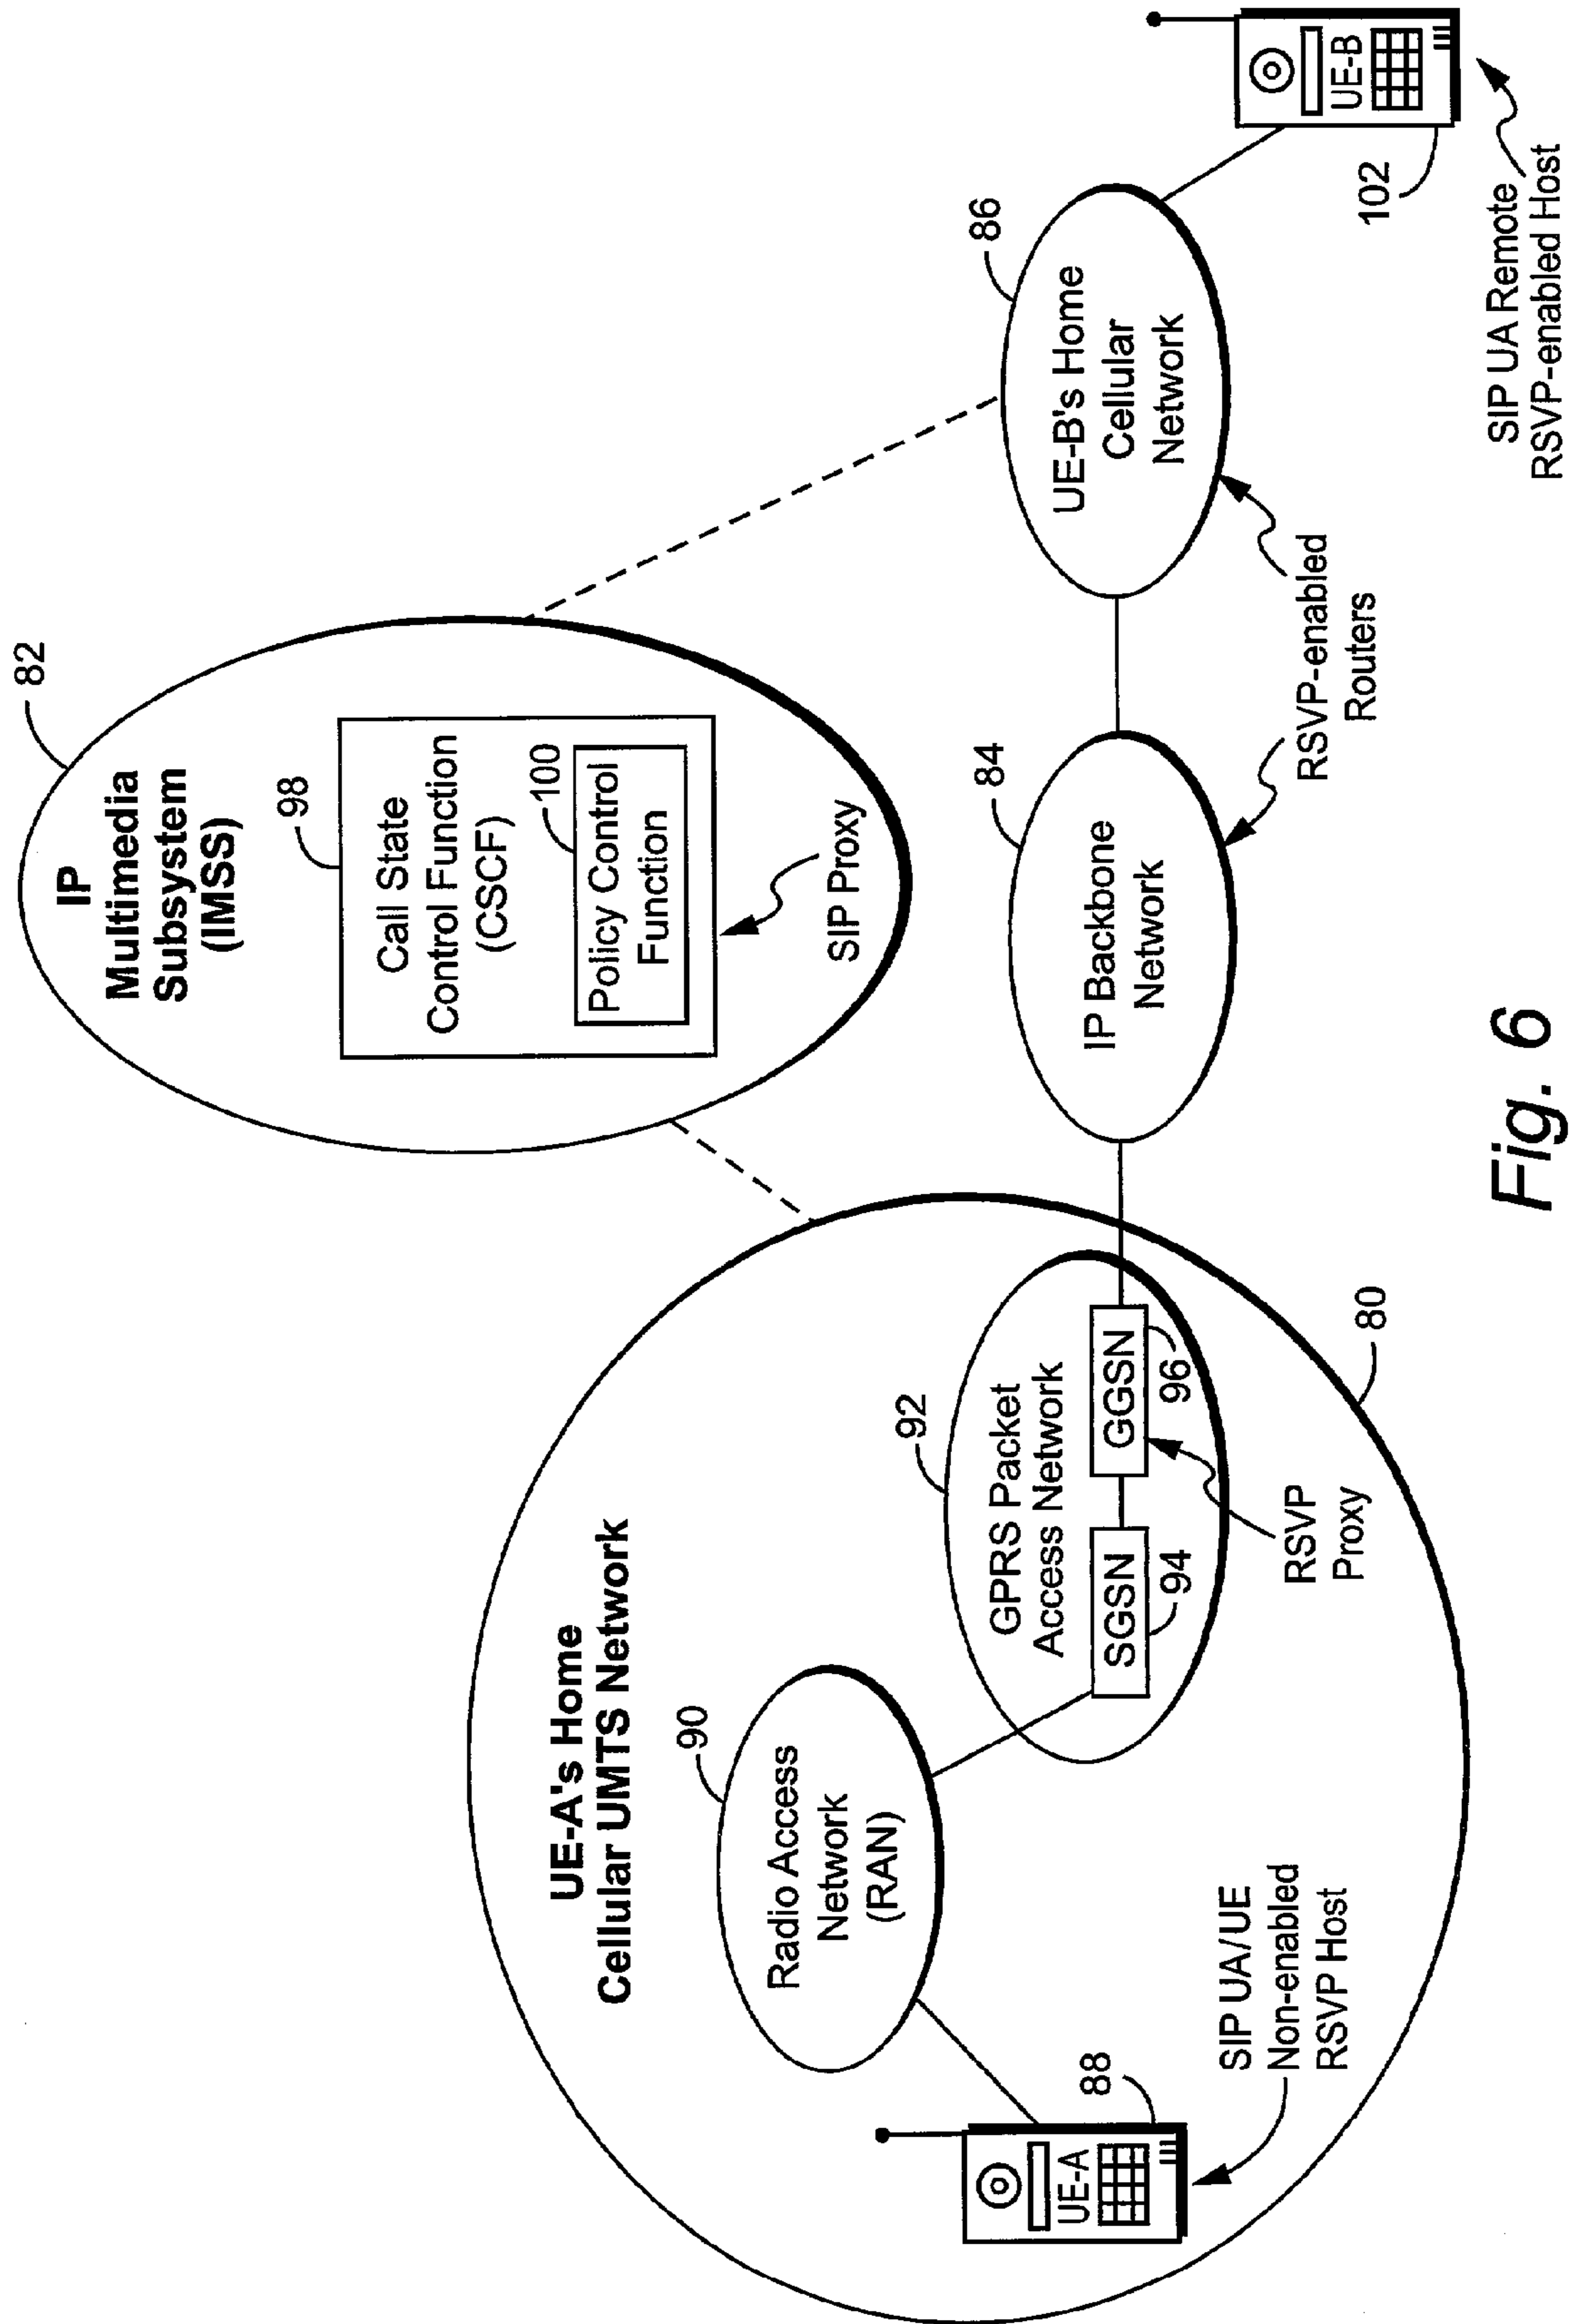 82
IP
Multimedia
Subsystem
(IMSS)
98
Call State
Control Function
(CSCF)
100
Policy Control
Function
SIP Proxy
UE-A's Home
Cellular UMTS Network
90
Radio Access
Network
(RAN)
92
GPRS Packet
Access Network
SGSN
94
GGSN
96
RSVP
Proxy
80
UE-A
88
SIP UA/UE
Non-enabled
RSVP Host
84
IP Backbone
Network
86
UE-B's Home
Cellular
Network
RSVP-enabled
Routers
UE-B
102
SIP UA Remote
RSVP-enabled Host
Fig. 6